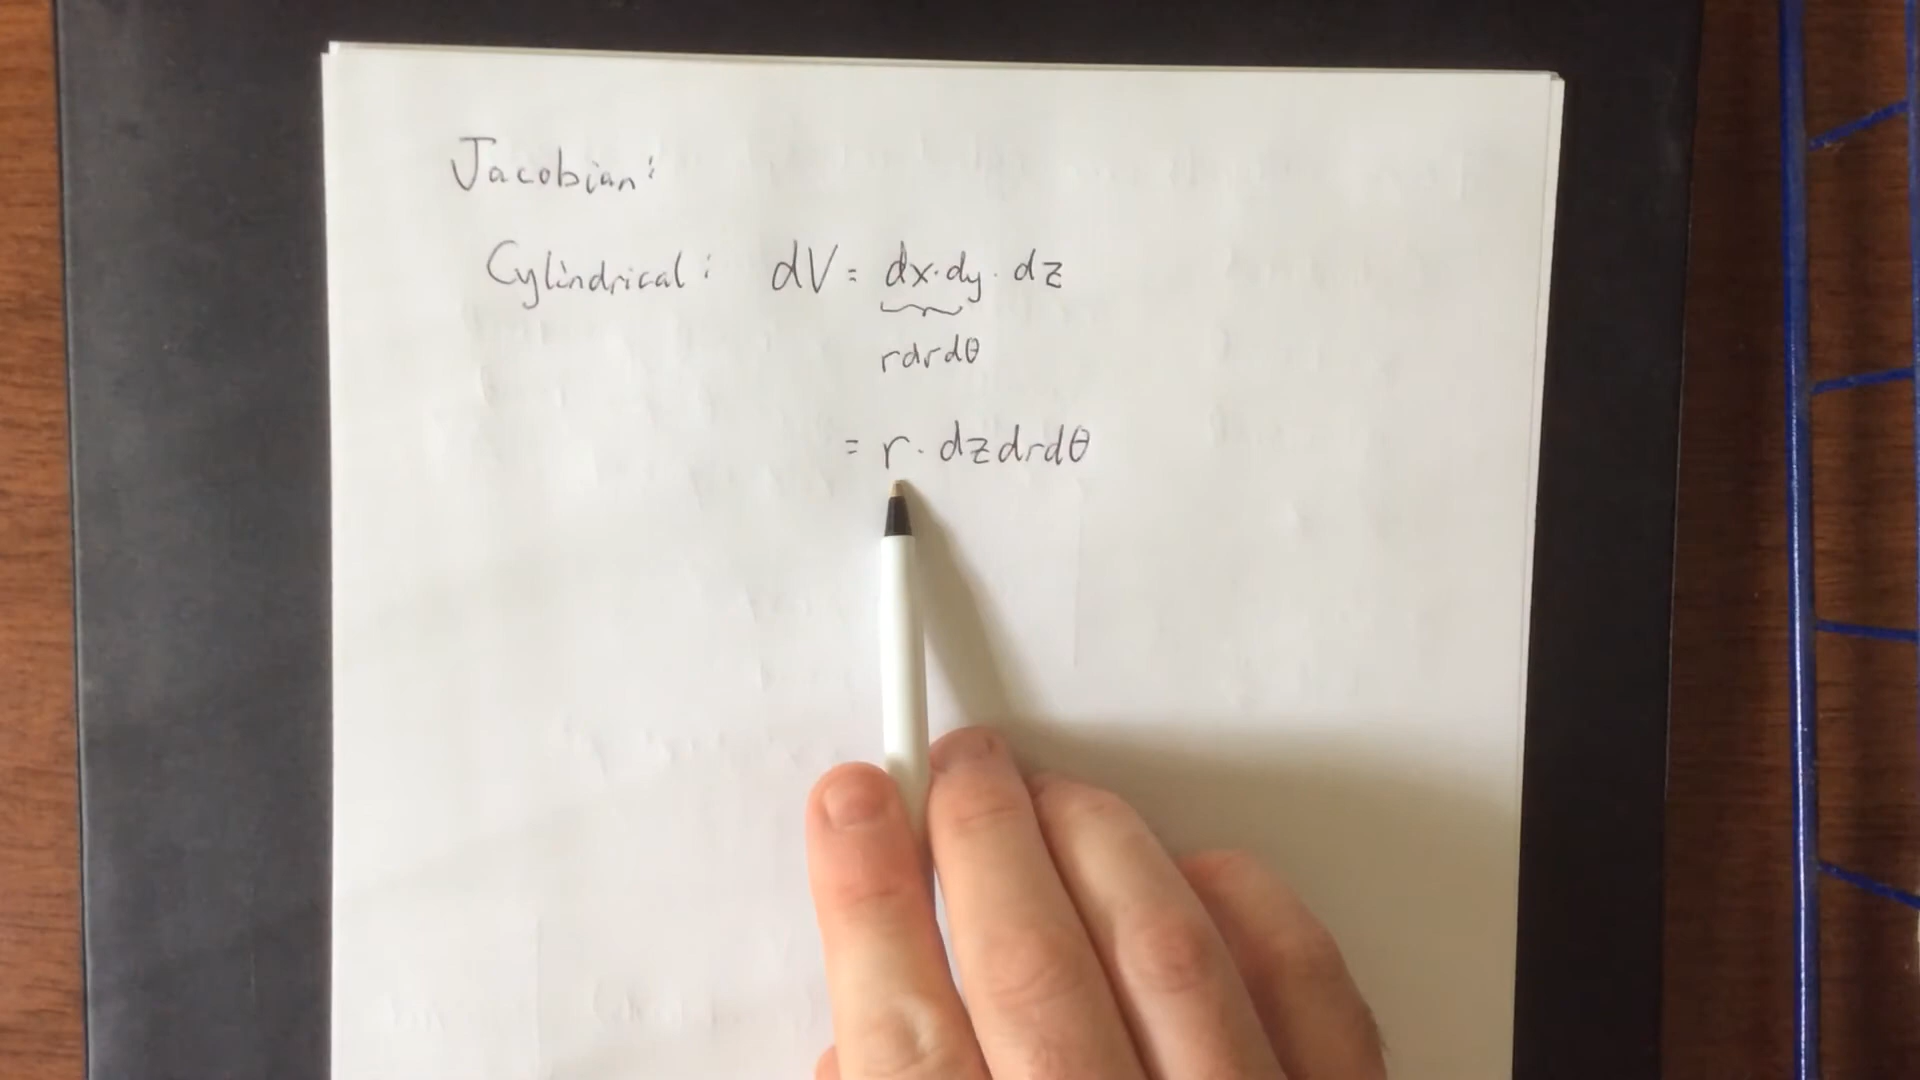 Jacobian:
Cylindrical: dV = dx·dy·dz
rdrdθ
= r·dzdrdθ